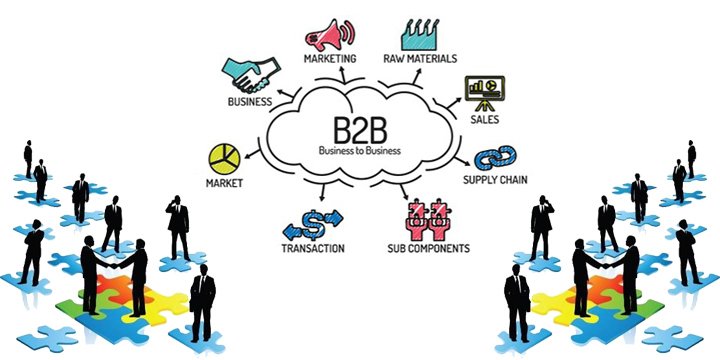 MARKETING
RAW MATERIALS
BUSINESS
B2B
Business to Business
SALES
MARKET
SUPPLY CHAIN
TRANSACTION
SUB COMPONENTS